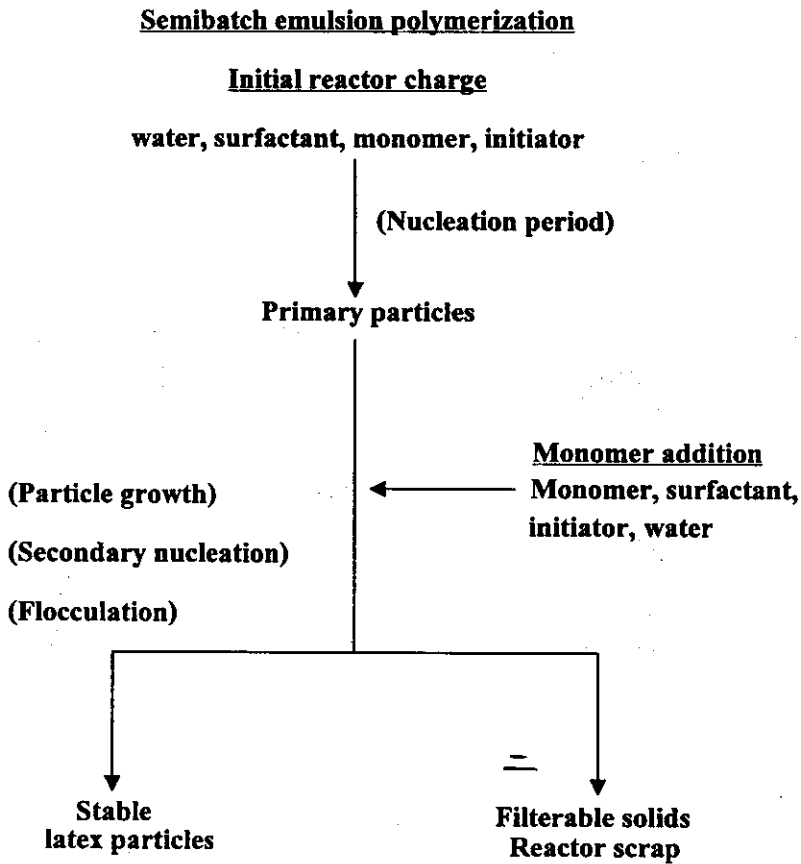 Semibatch emulsion polymerization
Initial reactor charge
water, surfactant, monomer, initiator
(Nucleation period)
Primary particles
Monomer addition
(Particle growth)
Monomer, surfactant,
initiator, water
(Secondary nucleation)
(Flocculation)
Stable
latex particles
Filterable solids
Reactor scrap